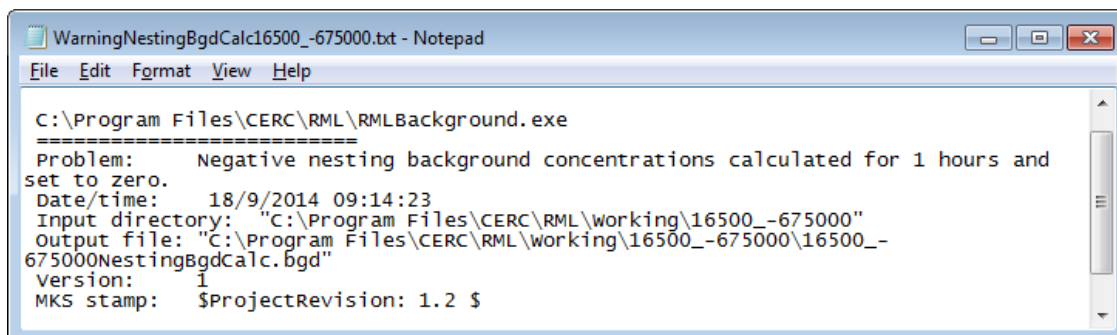 WarningNestingBgdCalc16500_-675000.txt - Notepad
File Edit Format View Help
C:\Program Files\CERC\RML\RMLBackground.exe
==========================
Problem: Negative nesting background concentrations calculated for 1 hours and
set to zero.
Date/time: 18/9/2014 09:14:23
Input directory: "C:\Program Files\CERC\RML\Working\16500_-675000"
Output file: "C:\Program Files\CERC\RML\Working\16500_-675000\16500_-
675000NestingBgdCalc.bgd"
Version: 1
MKS stamp: $ProjectRevision: 1.2 $